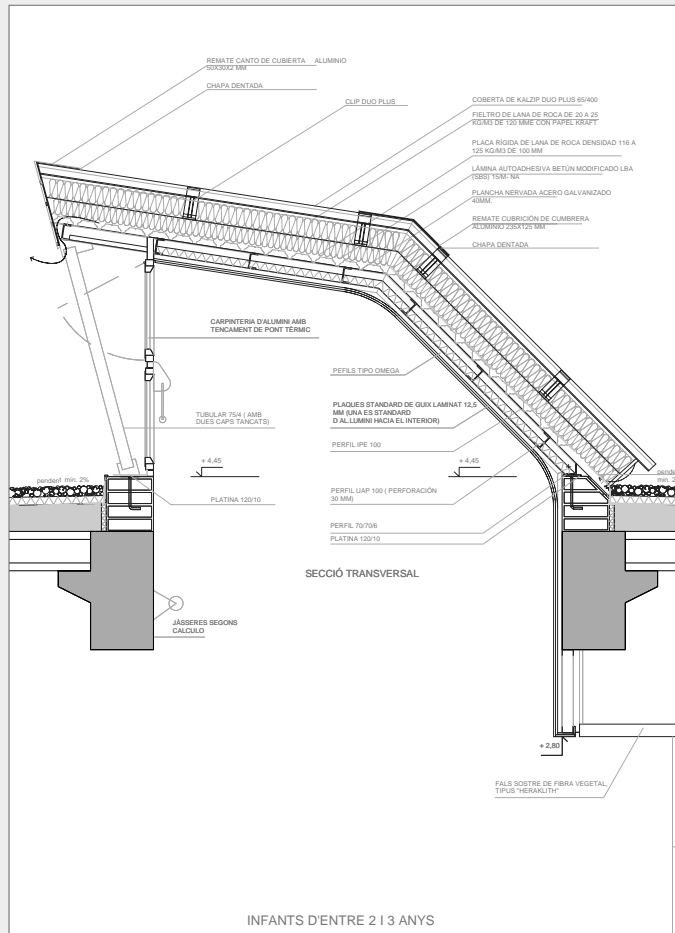 REMATE CANTO DE CUBIERTA ALUMINIO
50X30X2 MM
CHAPA DENTADA
CLIP DUO PLUS
COBERTA DE KALZIP DUO PLUS 65/400
FIELTRO DE LANA DE ROCA DE 20 A 25
KG/M3 DE 120 MME CON PAPEL KRAFT
PLACA RÍGIDA DE LANA DE ROCA DENSIDAD 116 A
125 KG/M3 DE 100 MM
LÁMINA AUTOADHESIVA BETÚN MODIFICADO LBA
(SBS) 15/M- NA
PLANCHA NERVADA ACERO GALVANIZADO
40MM.
REMATE CUBRICIÓN DE CUMBRERA
ALUMINIO 235X125 MM
CHAPA DENTADA
CARPINTERIA D'ALUMINI AMB
TENCAMENT DE PONT TÈRMIC
PEFILS TIPO OMEGA
PLAQUES STANDARD DE GUIX LAMINAT 12,5
MM (UNA ES STANDARD
D AL.LUMINI HACIA EL INTERIOR)
TUBULAR 75/4 ( AMB
DUES CAPS TANCATS)
PERFIL IPE 100
+ 4,45
+ 4,45
pendent min. 2%
min. 2
PLATINA 120/10
PERFIL UAP 100 ( PERFORACIÓN
30 MM)
PERFIL 70/70/6
PLATINA 120/10
SECCIÓ TRANSVERSAL
JÀSSERES SEGONS
CALCULO
+ 2,80
FALS SOSTRE DE FIBRA VEGETAL,
TIPUS "HERAKLITH"
INFANTS D'ENTRE 2 I 3 ANYS